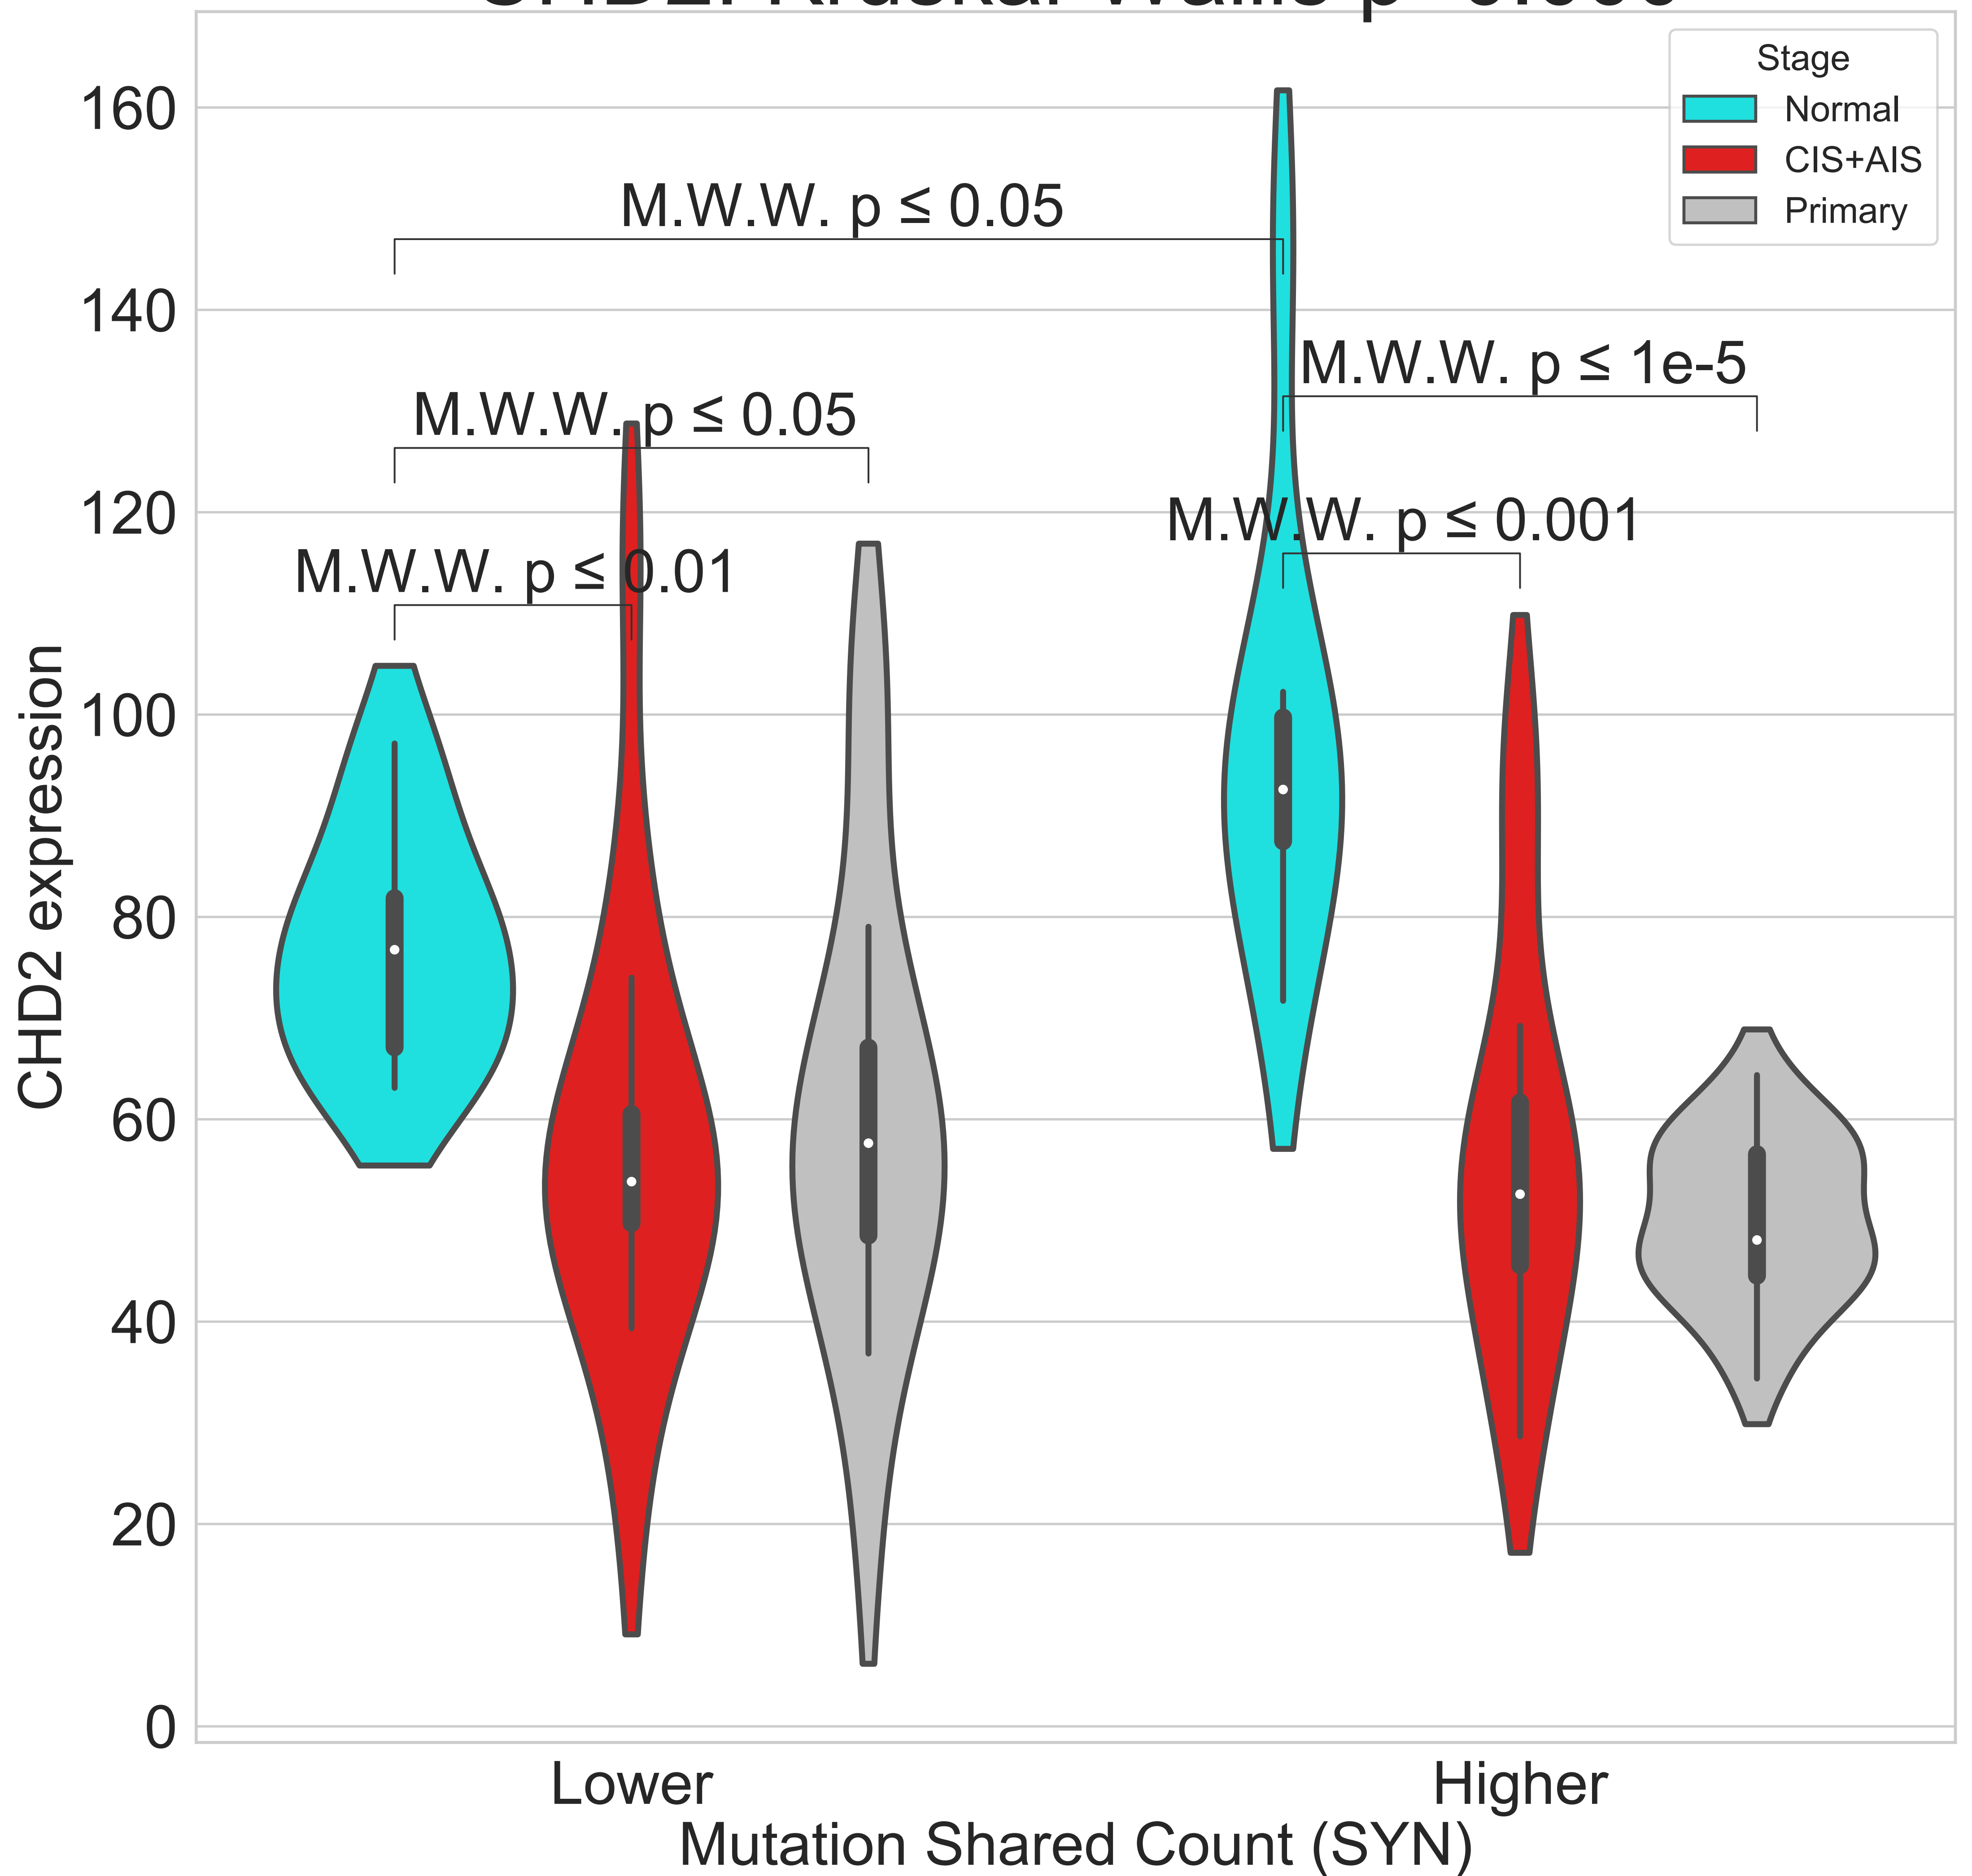 Stage
Normal
CIS+AIS
Primary
160
140
120
100
80
60
40
20
0
CHD2 expression
M.W.W. p ≤ 0.05
M.W.W. p ≤ 1e-5
M.W.W. p ≤ 0.05
M.W.W. p ≤ 0.001
M.W.W. p ≤ 0.01
Lower
Higher
Mutation Shared Count (SYN)